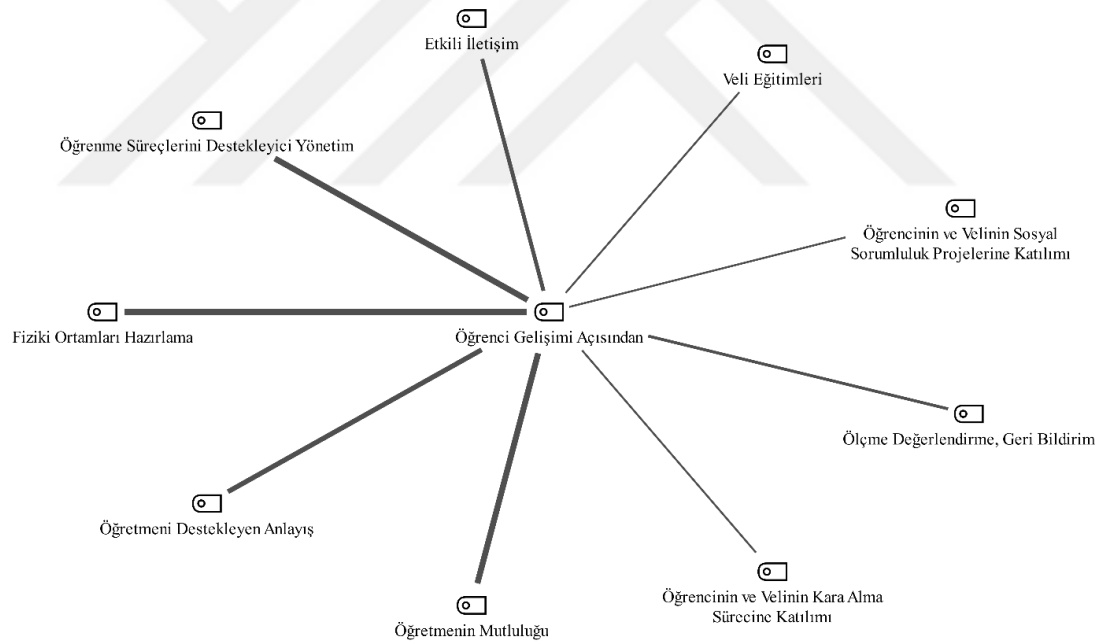 Etkili İletişim
Veli Eğitimleri
Öğrenme Süreçlerini Destekleyici Yönetim
Öğrencinin ve Velinin Sosyal
Sorumluluk Projelerine Katılımı
Fiziki Ortamları Hazırlama
Öğrenci Gelişimi Açısından
Ölçme Değerlendirme, Geri Bildirim
Öğretmeni Destekleyen Anlayış
Öğrencinin ve Velinin Kara Alma
Sürecine Katılımı
Öğretmenin Mutluluğu